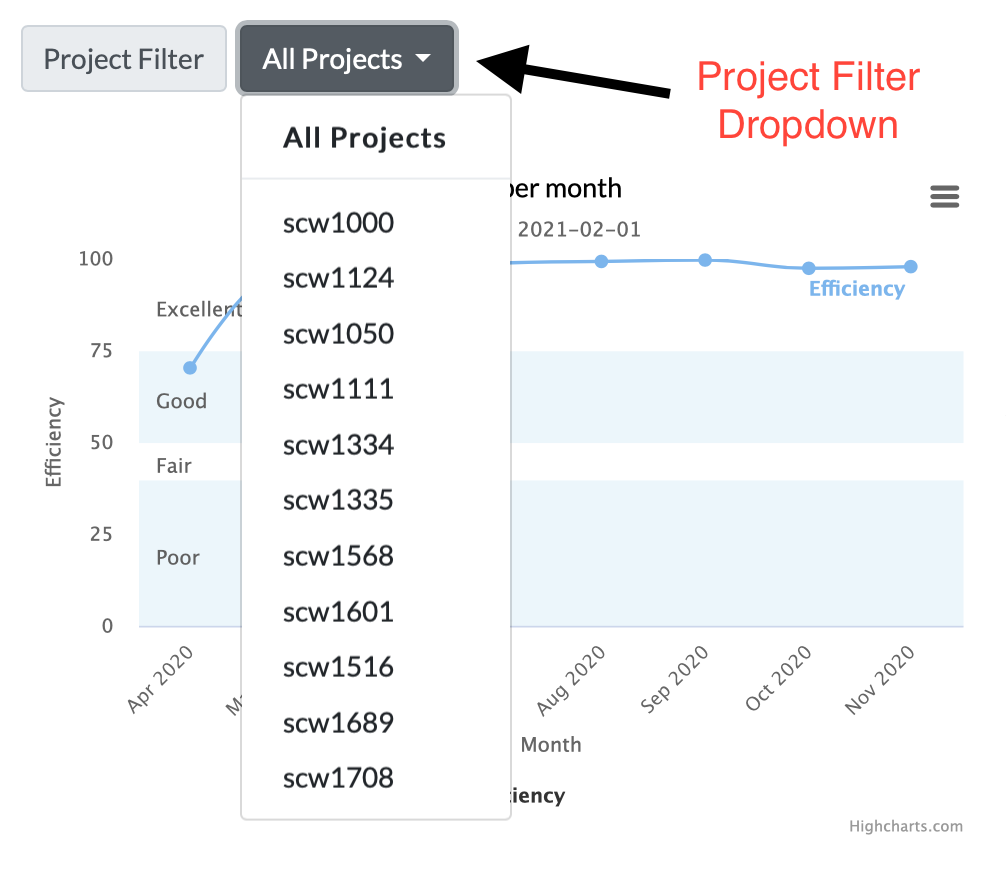 Project Filter
All Projects
Project Filter
Dropdown
All Projects
scw1000
scw1124
scw1050
scw1111
scw1334
scw1335
scw1568
scw1601
scw1516
scw1689
scw1708
per month
2021-02-01
100
75
50
25
0
Efficiency
Excellent
Good
Fair
Poor
Efficiency
Apr 2020
Aug 2020
Sep 2020
Oct 2020
Nov 2020
Month
Highcharts.com